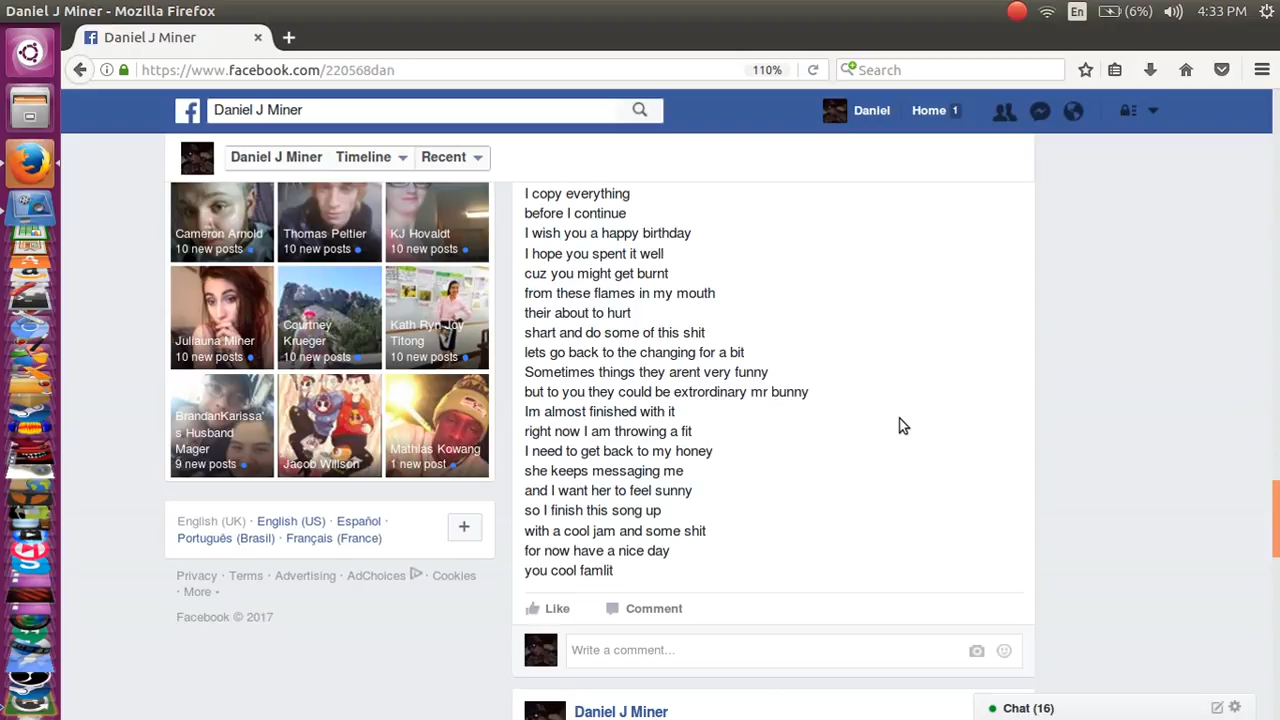 Daniel J Miner - Mozilla Firefox
En
(6%)
4:33 PM
Daniel J Miner
https://www.facebook.com/220568dan
110%
Search
Daniel J Miner
Daniel
Home 1
Daniel J Miner
Timeline
Recent
Cameron Arnold
10 new posts
Thomas Peltier
10 new posts
KJ Hovaldt
10 new posts
Juliauna Miner
10 new posts
Courtney
Krueger
10 new posts
Kath Ryn Joy
Titong
10 new posts
BrandanKarissa'
s Husband
Mager
9 new posts
Jacob Willson
Mathias Kowang
1 new post
English (UK) · English (US) · Español ·
Português (Brasil) · Français (France)
Privacy · Terms · Advertising · AdChoices · Cookies
· More
Facebook © 2017
I copy everything
before I continue
I wish you a happy birthday
I hope you spent it well
cuz you might get burnt
from these flames in my mouth
their about to hurt
shart and do some of this shit
lets go back to the changing for a bit
Sometimes things they arent very funny
but to you they could be extrordinary mr bunny
Im almost finished with it
right now I am throwing a fit
I need to get back to my honey
she keeps messaging me
and I want her to feel sunny
so I finish this song up
with a cool jam and some shit
for now have a nice day
you cool famlit
Like
Comment
Write a comment...
Daniel J Miner
Chat (16)